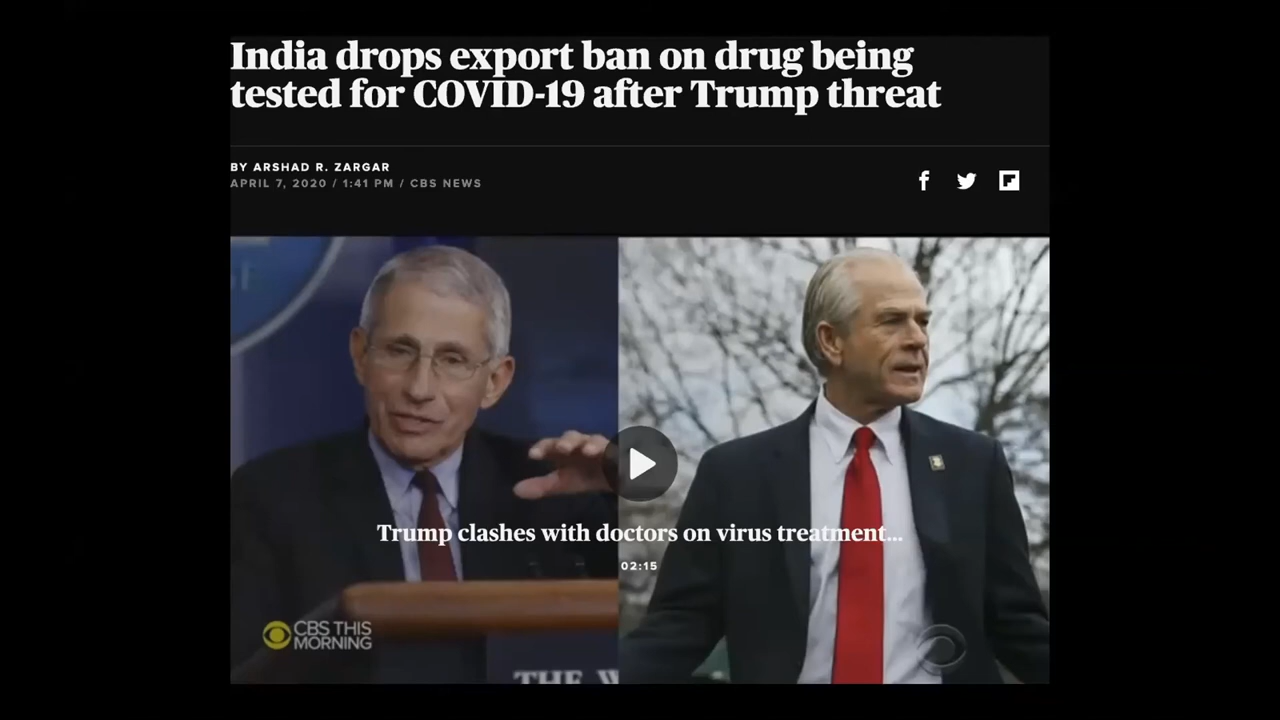 India drops export ban on drug being
tested for COVID-19 after Trump threat
BY ARSHAD R. ZARGAR
APRIL 7, 2020 / 1:41 PM / CBS NEWS
Trump clashes with doctors on virus treatment...
02:15
CBS THIS
MORNING
THE W